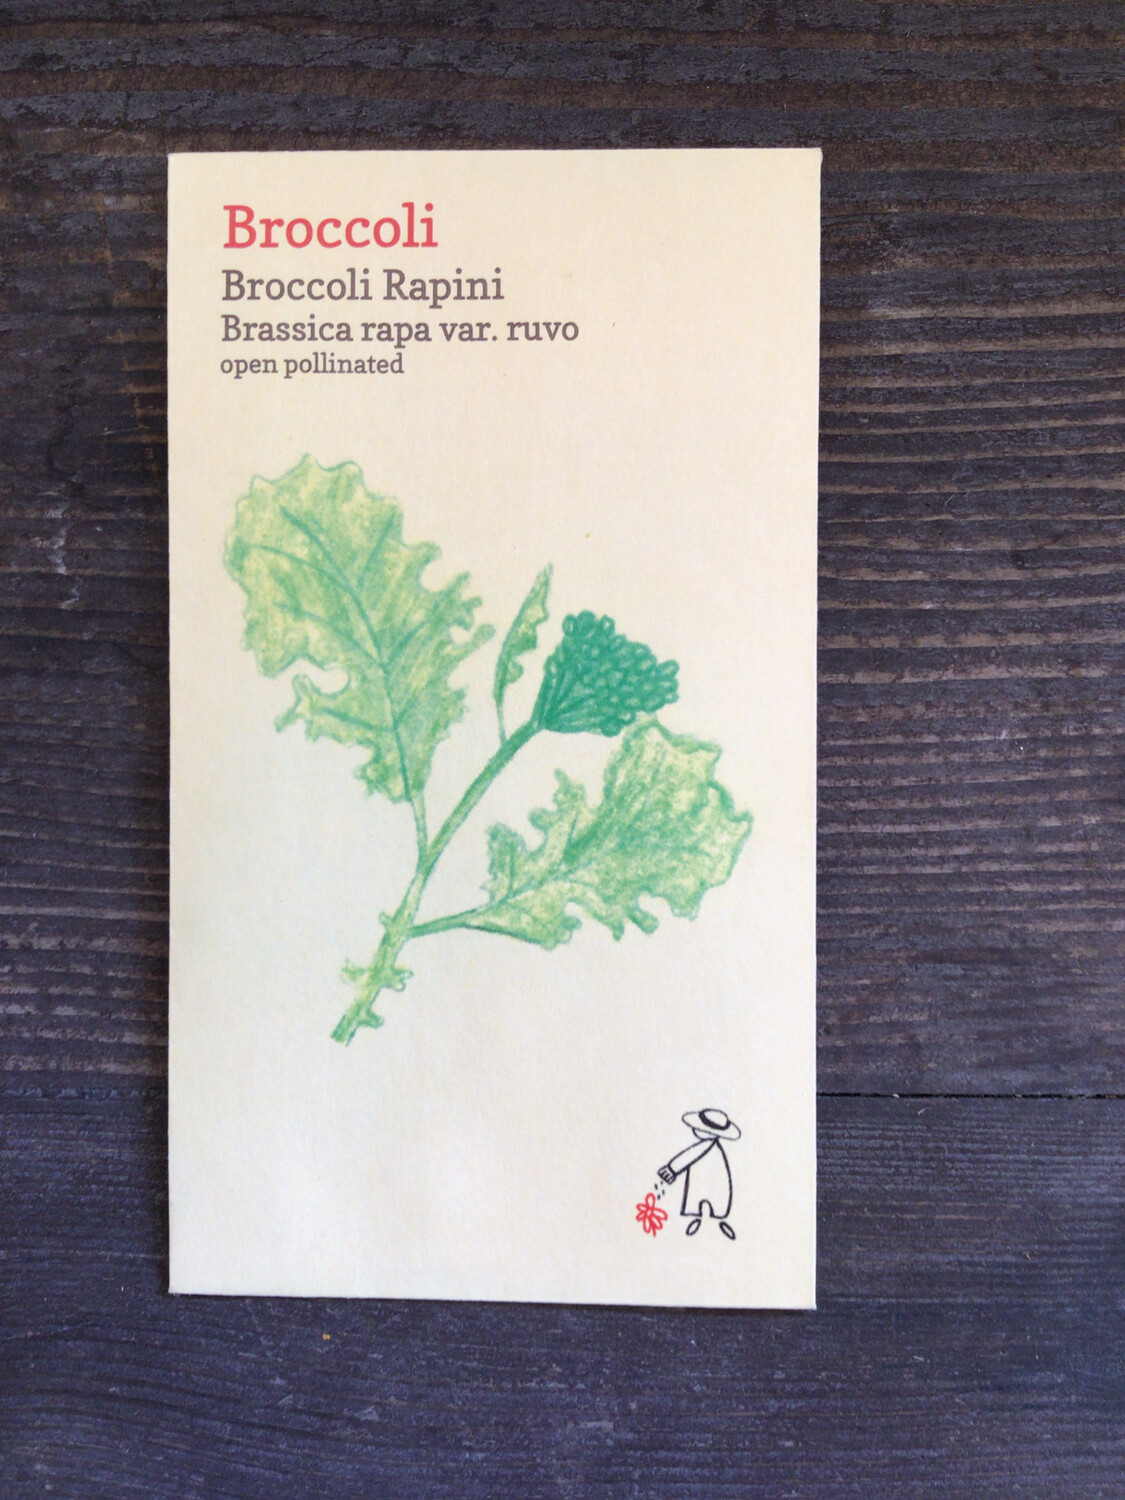 Broccoli
Broccoli Rapini
Brassica rapa var. ruvo
open pollinated